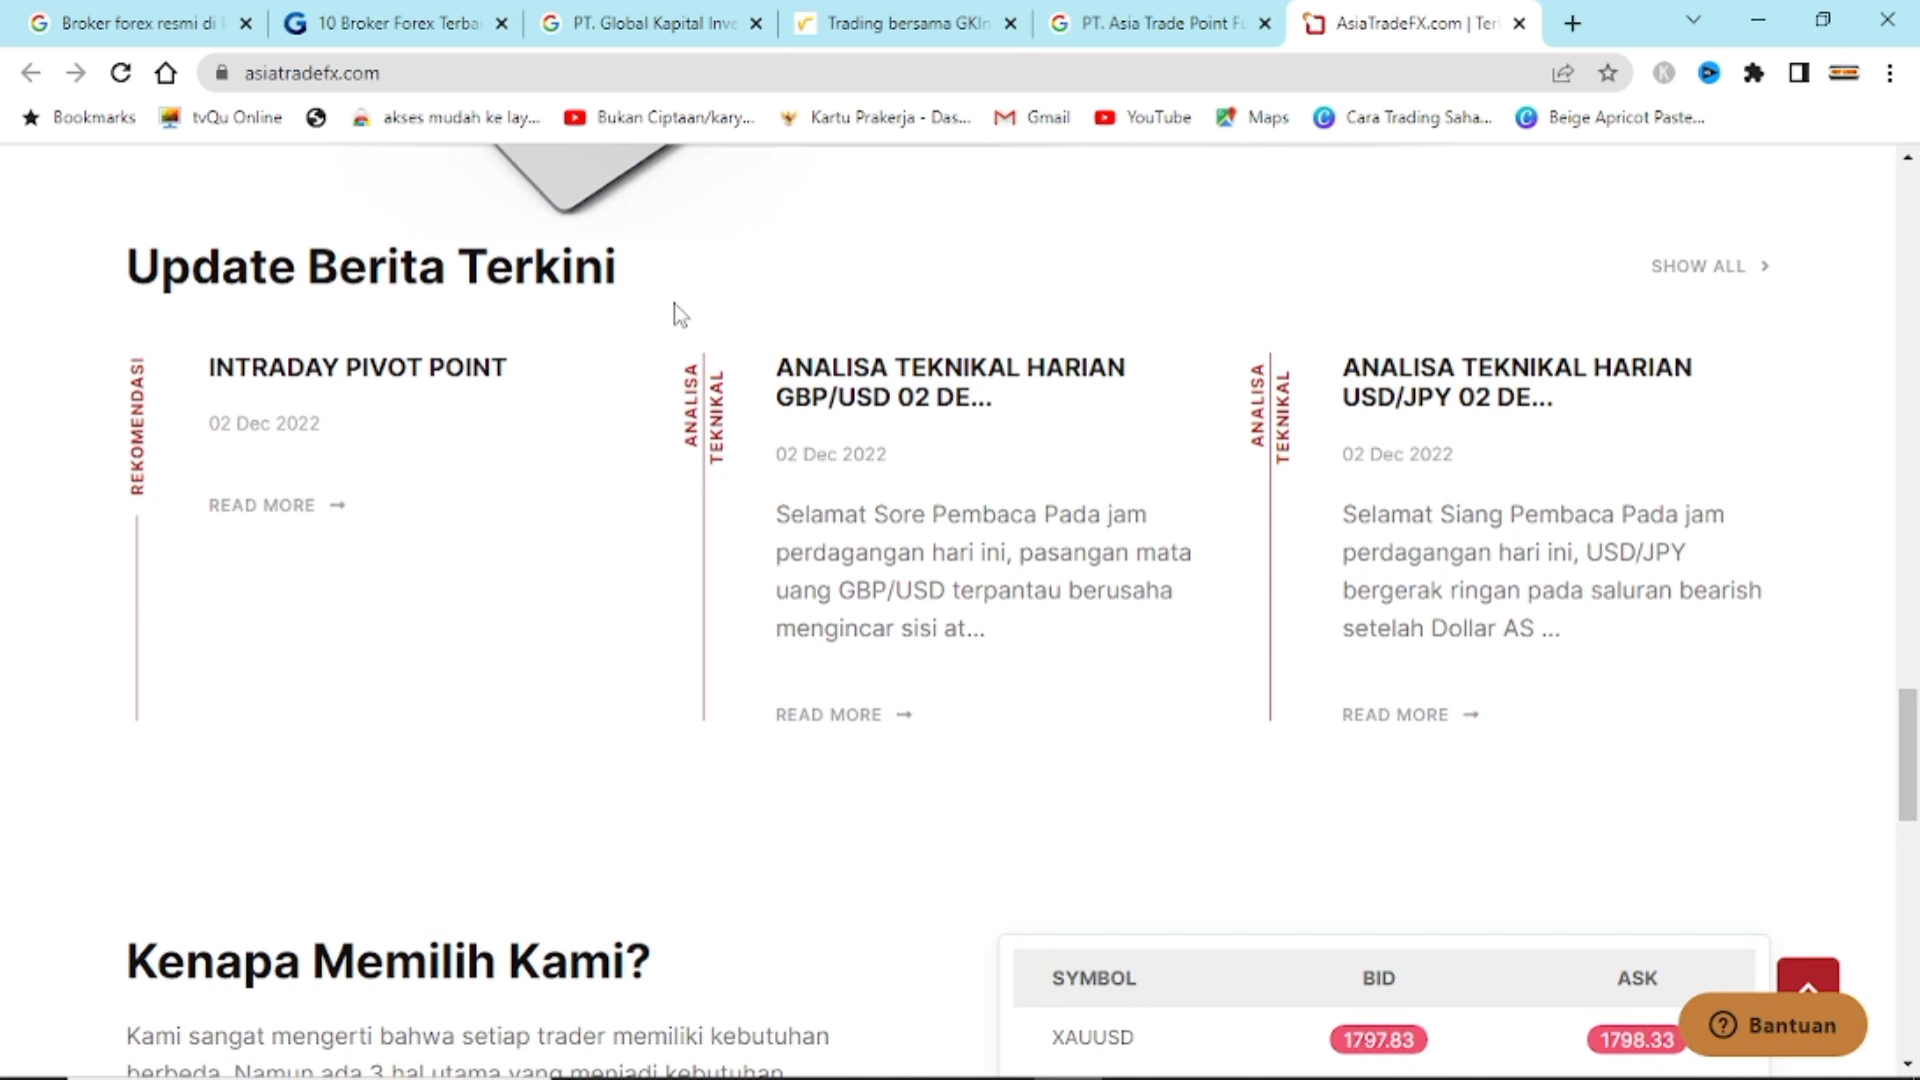 Broker forex resmi di
10 Broker Forex Terba
PT. Global Kapital Inve
Trading bersama GKIn
PT. Asia Trade Point Fu
AsiaTradeFX.com | Ter
asiatradefx.com
Bookmarks
tvQu Online
akses mudah ke lay...
Bukan Ciptaan/kary...
Kartu Prakerja - Das...
Gmail
YouTube
Maps
Cara Trading Saha...
Beige Apricot Paste...
Update Berita Terkini
SHOW ALL >
REKOMENDASI
INTRADAY PIVOT POINT
02 Dec 2022
READ MORE →
ANALISA
TEKNIKAL
ANALISA TEKNIKAL HARIAN
GBP/USD 02 DE...
02 Dec 2022
Selamat Sore Pembaca Pada jam
perdagangan hari ini, pasangan mata
uang GBP/USD terpantau berusaha
mengincar sisi at...
READ MORE →
ANALISA
TEKNIKAL
ANALISA TEKNIKAL HARIAN
USD/JPY 02 DE...
02 Dec 2022
Selamat Siang Pembaca Pada jam
perdagangan hari ini, USD/JPY
bergerak ringan pada saluran bearish
setelah Dollar AS ...
READ MORE →
Kenapa Memilih Kami?
Kami sangat mengerti bahwa setiap trader memiliki kebutuhan
berbeda. Namun ada 3 hal utama yang menjadi kebutuhan
SYMBOL BID ASK
XAUUSD 1797.83 1798.33
Bantuan